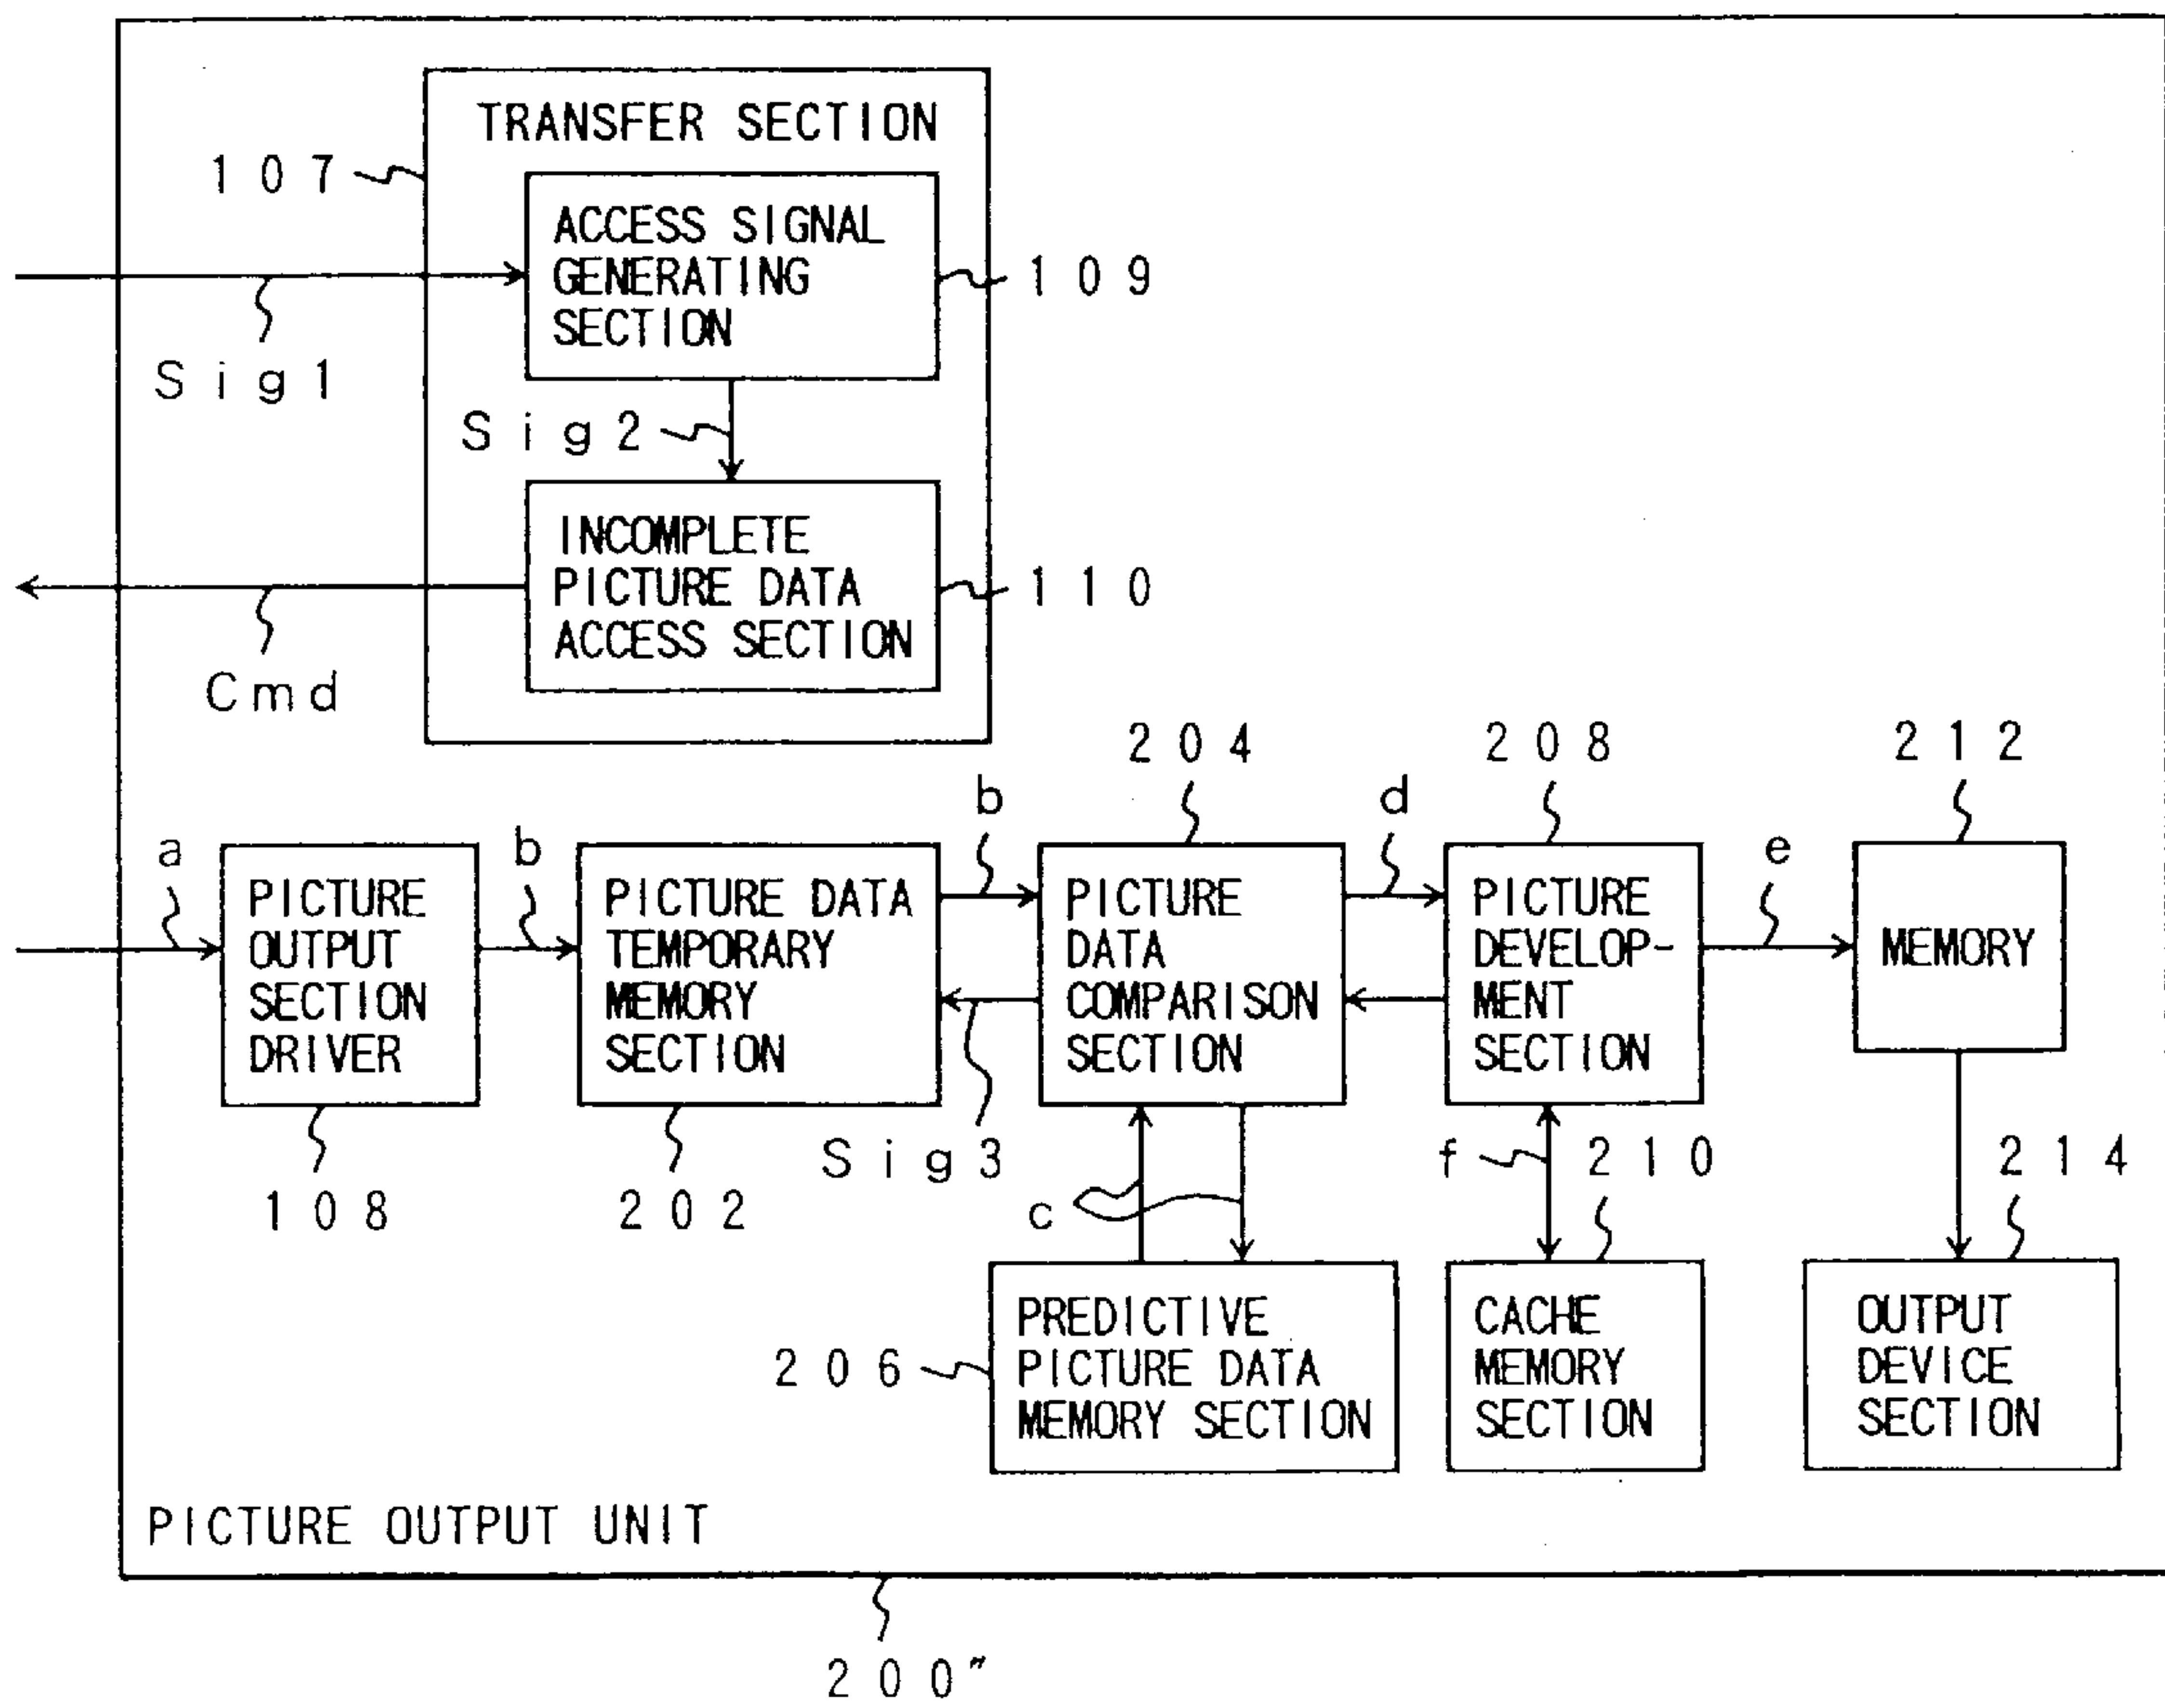 TRANSFER SECTION
107
ACCESS SIGNAL
GENERATING
SECTION
109
Sig1
Sig2
INCOMPLETE
PICTURE DATA
ACCESS SECTION
110
Cmd
204
208
212
a
b
b
d
e
PICTURE
OUTPUT
SECTION
DRIVER
PICTURE DATA
TEMPORARY
MEMORY
SECTION
PICTURE
DATA
COMPARISON
SECTION
PICTURE
DEVELOP-
MENT
SECTION
MEMORY
108
202
Sig3
c
f
210
214
206
PREDICTIVE
PICTURE DATA
MEMORY SECTION
CACHE
MEMORY
SECTION
OUTPUT
DEVICE
SECTION
PICTURE OUTPUT UNIT
200"